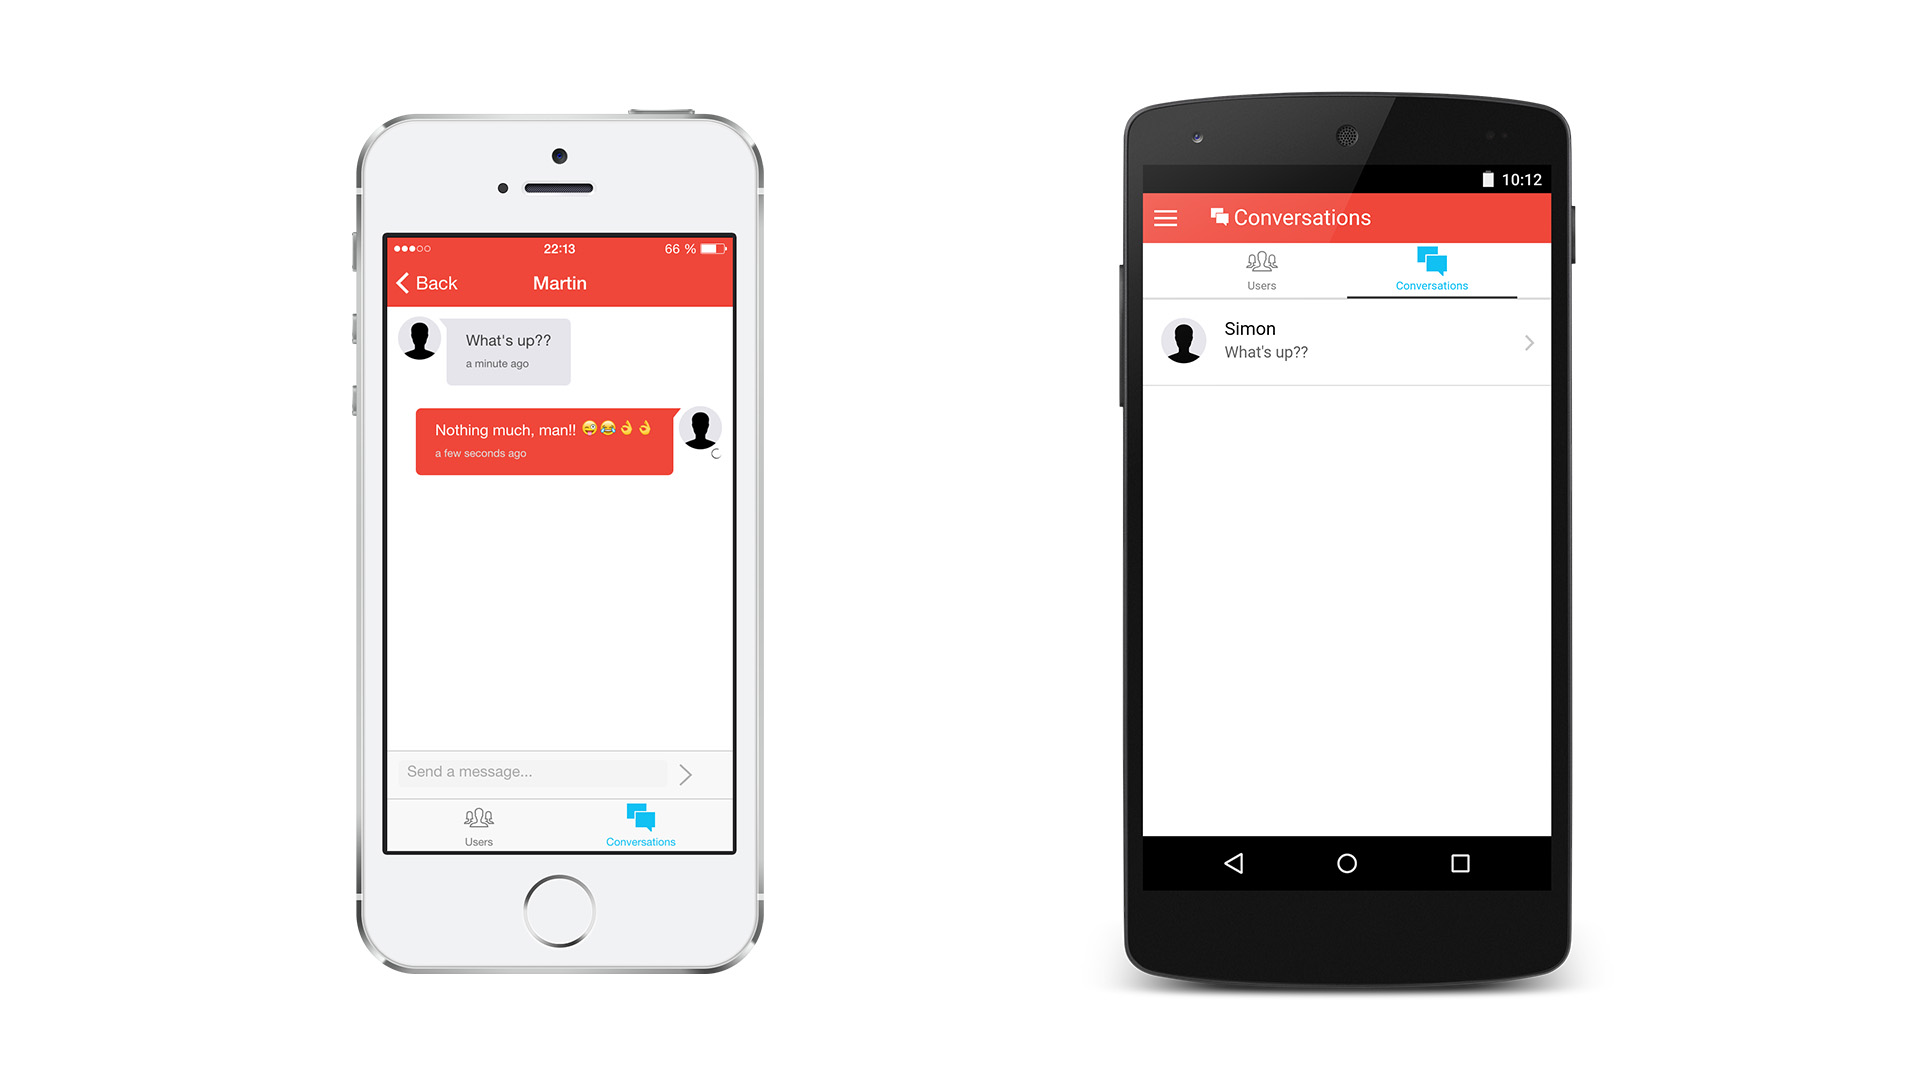 22:13
66 %
Back
Martin
What's up??
a minute ago
Nothing much, man!! 😜😂👌👌
a few seconds ago
Send a message...
Users
Conversations
10:12
Conversations
Users
Conversations
Simon
What's up??